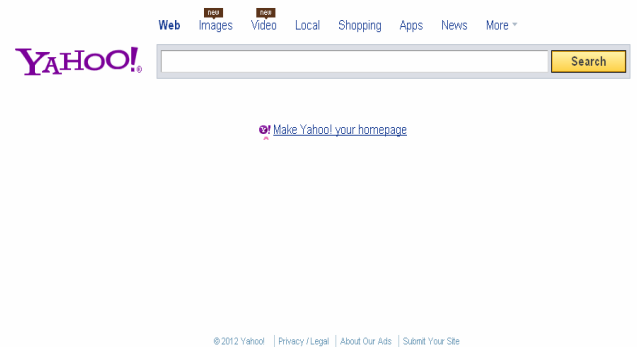 new new
Web Images Video Local Shopping Apps News More
YAHOO!®
Search
Y! Make Yahoo! your homepage
© 2012 Yahoo! Privacy / Legal About Our Ads Submit Your Site